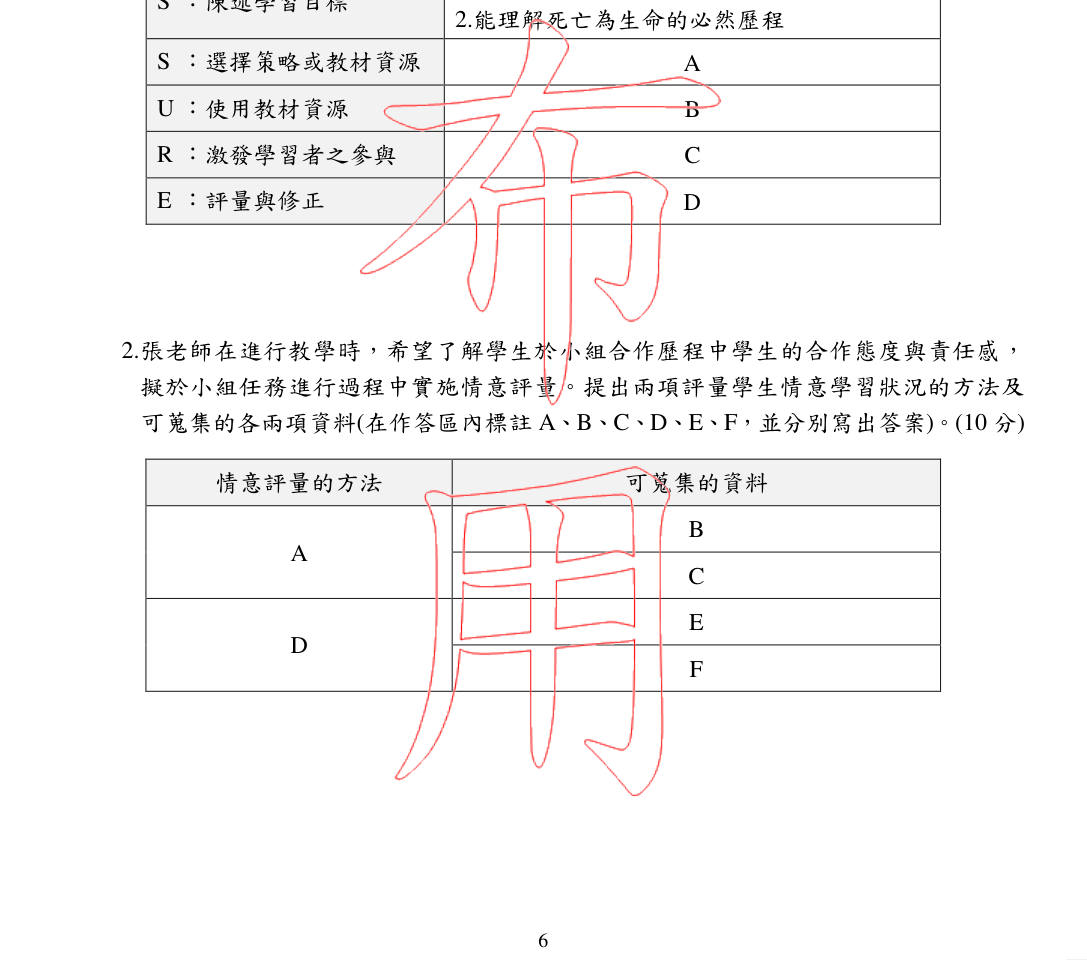 S ：陳述學習目標
2.能理解死亡為生命的必然歷程
S ：選擇策略或教材資源 A
U ：使用教材資源 B
R ：激發學習者之參與 C
E ：評量與修正 D
2.張老師在進行教學時，希望了解學生於小組合作歷程中學生的合作態度與責任感，
擬於小組任務進行過程中實施情意評量。提出兩項評量學生情意學習狀況的方法及
可蒐集的各兩項資料(在作答區內標註 A、B、C、D、E、F，並分別寫出答案)。(10 分)
情意評量的方法 可蒐集的資料
A
B
C
D
E
F
布
用
6